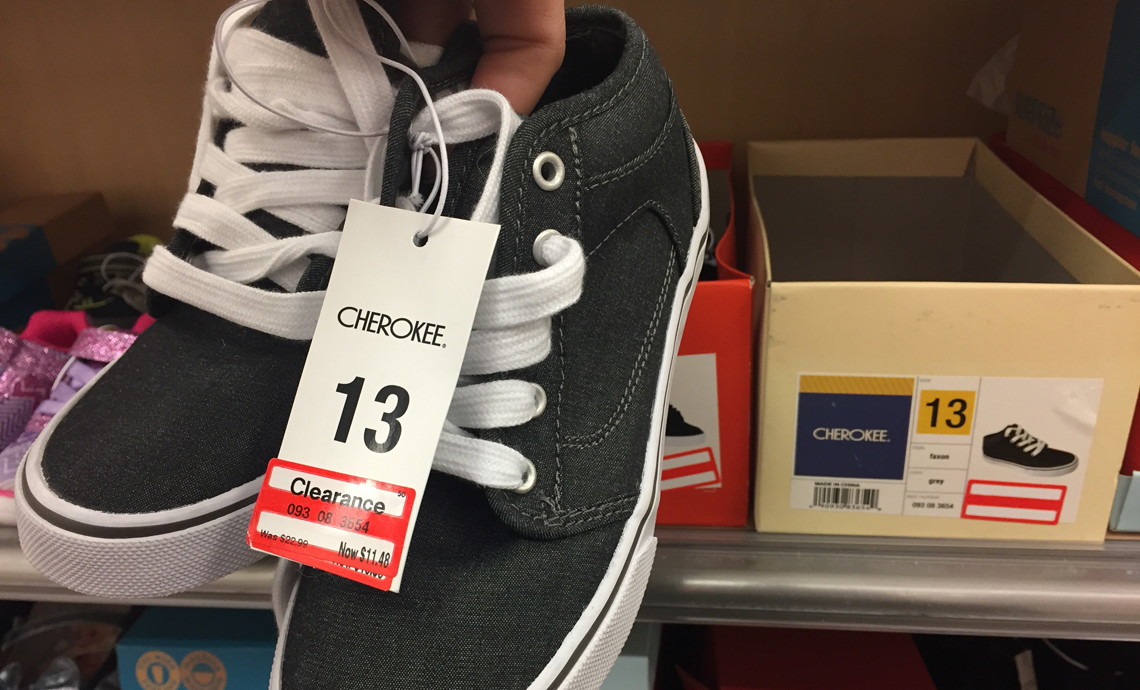 CHEROKEE.
13
Clearance 50
093 08 3654
Was $22.99
Now $11.48
CHEROKEE.
13
faxon
grey
MADE IN CHINA
093 08 3654